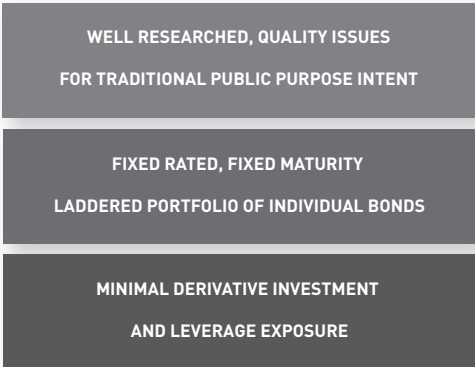 WELL RESEARCHED, QUALITY ISSUES
FOR TRADITIONAL PUBLIC PURPOSE INTENT
FIXED RATED, FIXED MATURITY
LADDERED PORTFOLIO OF INDIVIDUAL BONDS
MINIMAL DERIVATIVE INVESTMENT
AND LEVERAGE EXPOSURE